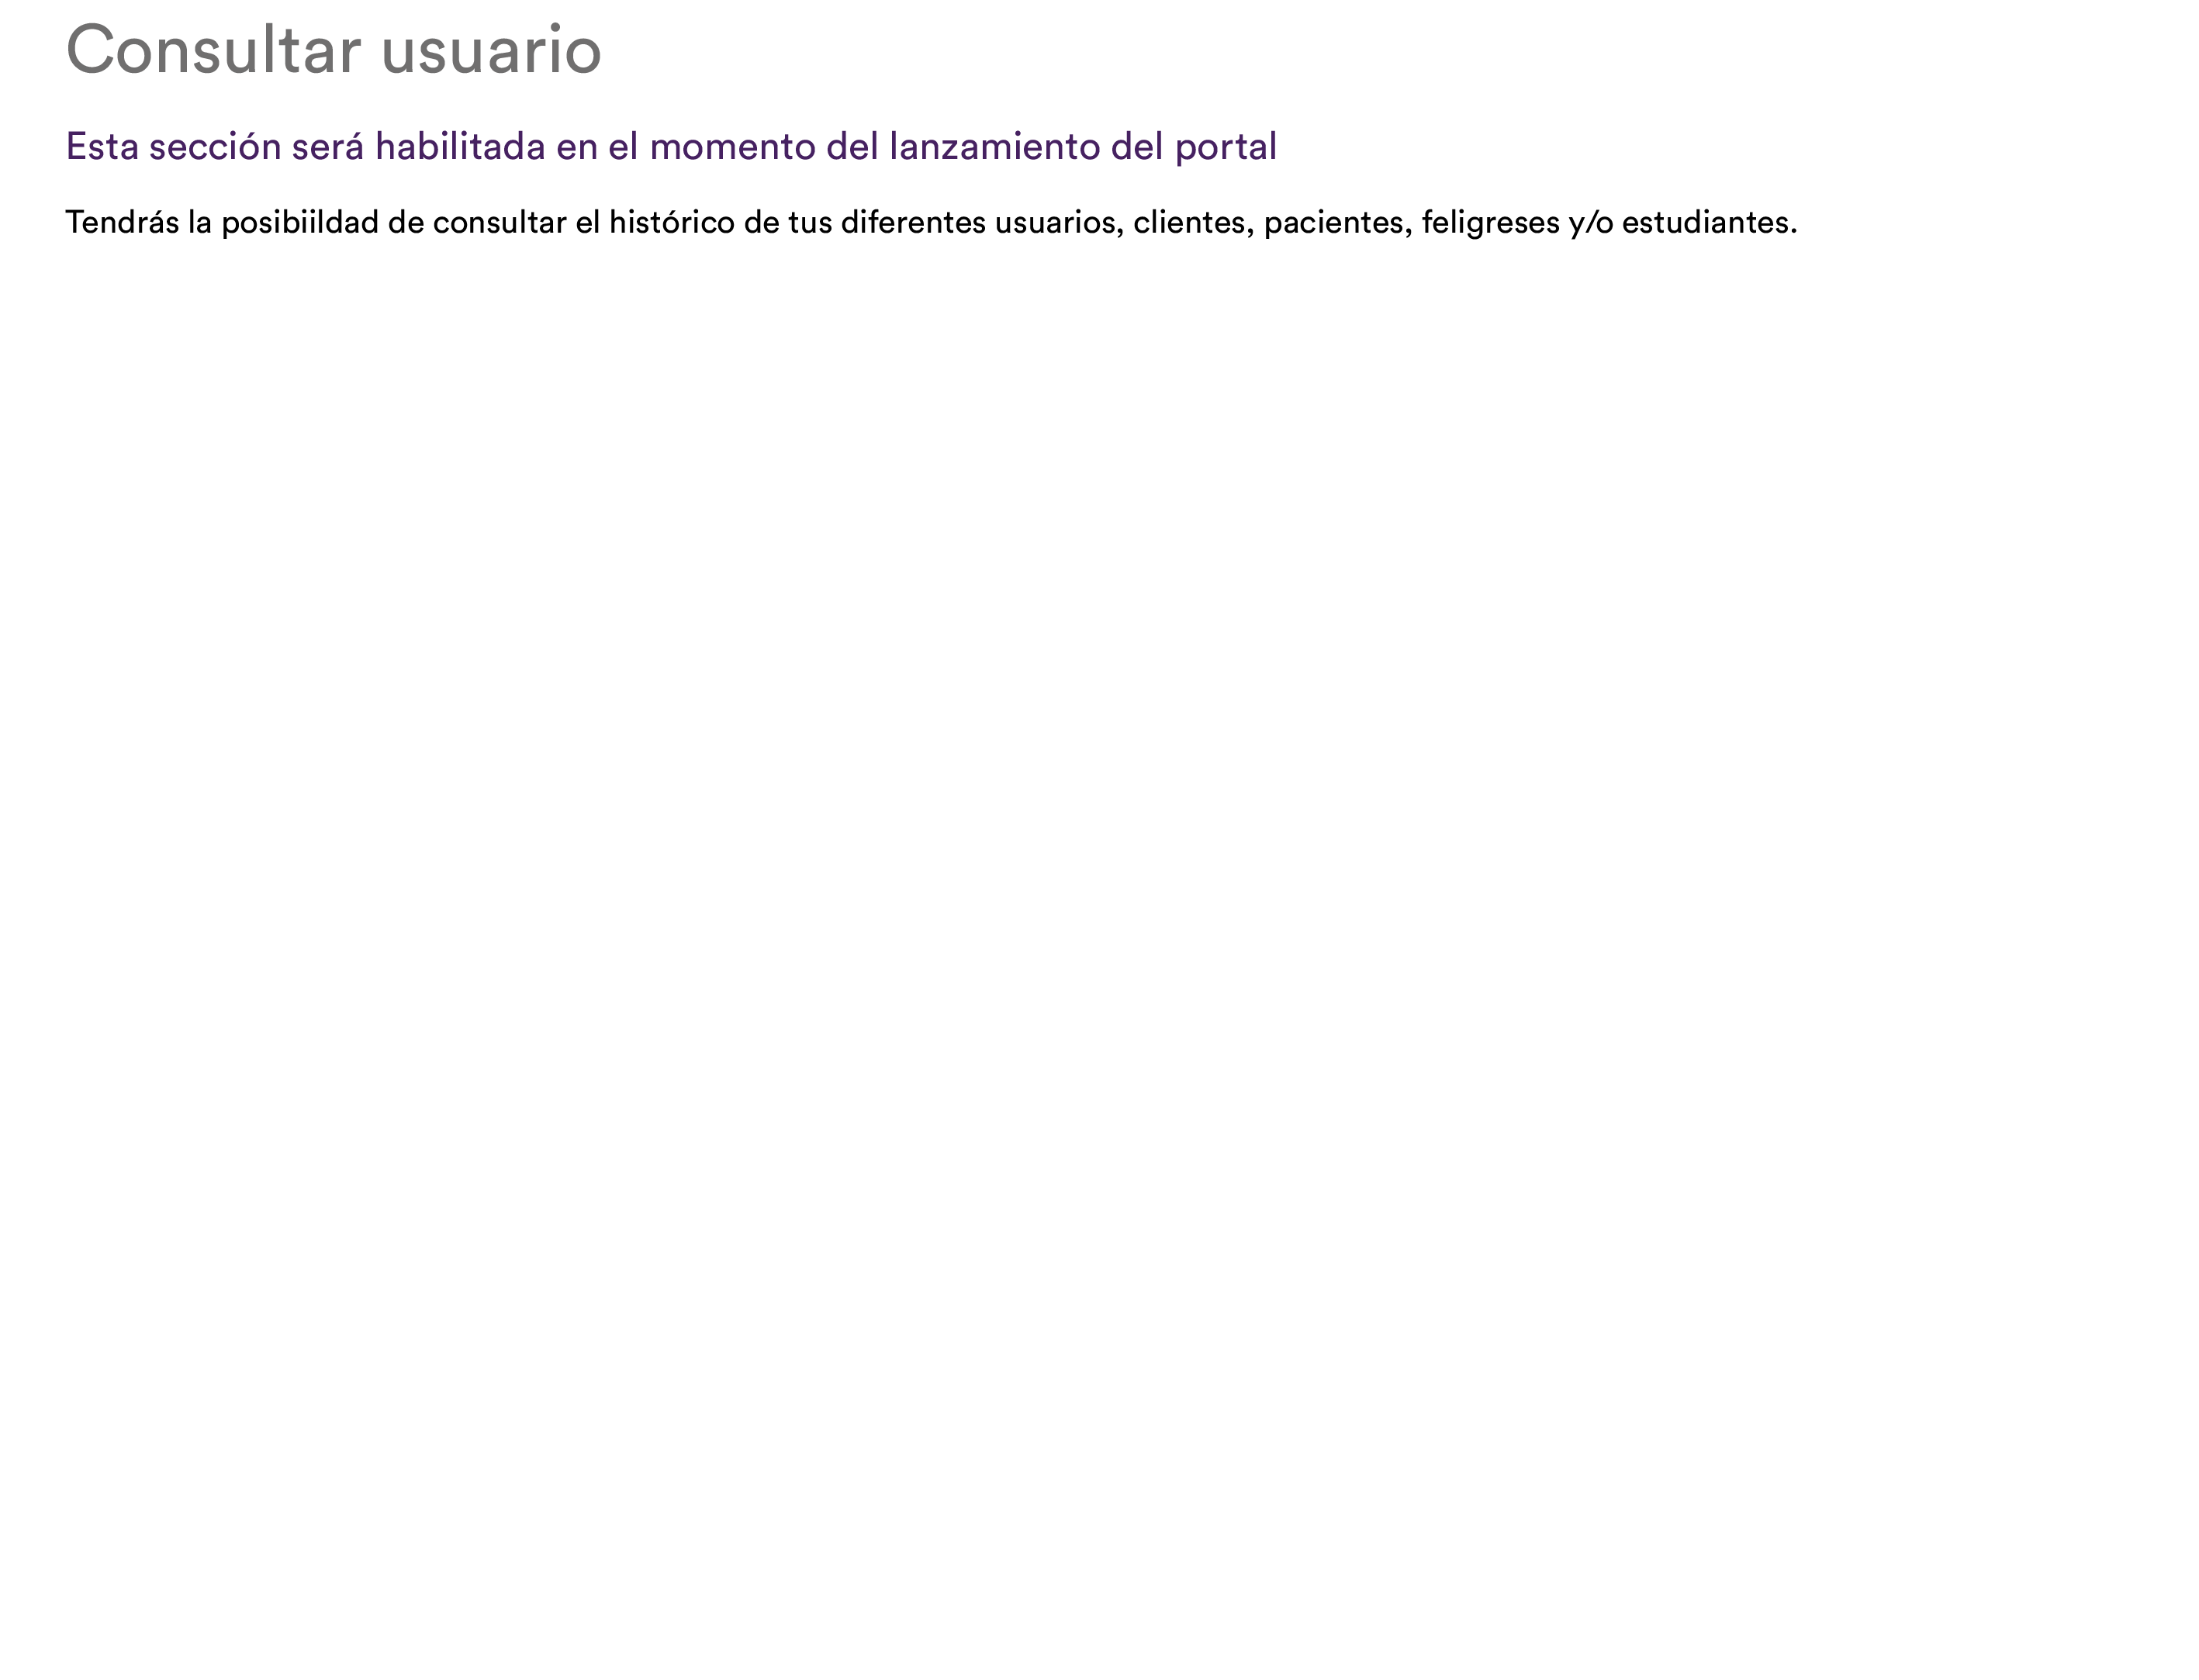 Consultar usuario
Esta sección será habilitada en el momento del lanzamiento del portal
Tendrás la posibiildad de consultar el histórico de tus diferentes usuarios, clientes, pacientes, feligreses y/o estudiantes.